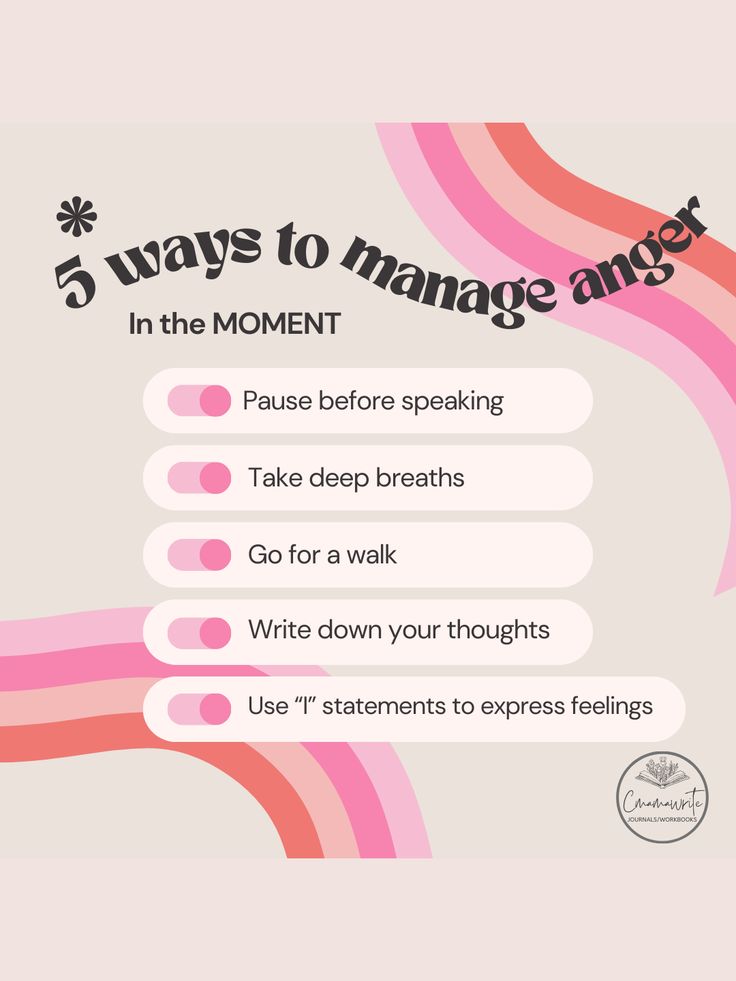 5 ways to manage anger
In the MOMENT
Pause before speaking
Take deep breaths
Go for a walk
Write down your thoughts
Use “I” statements to express feelings
Cmamawrite
JOURNALS/WORKBOOKS